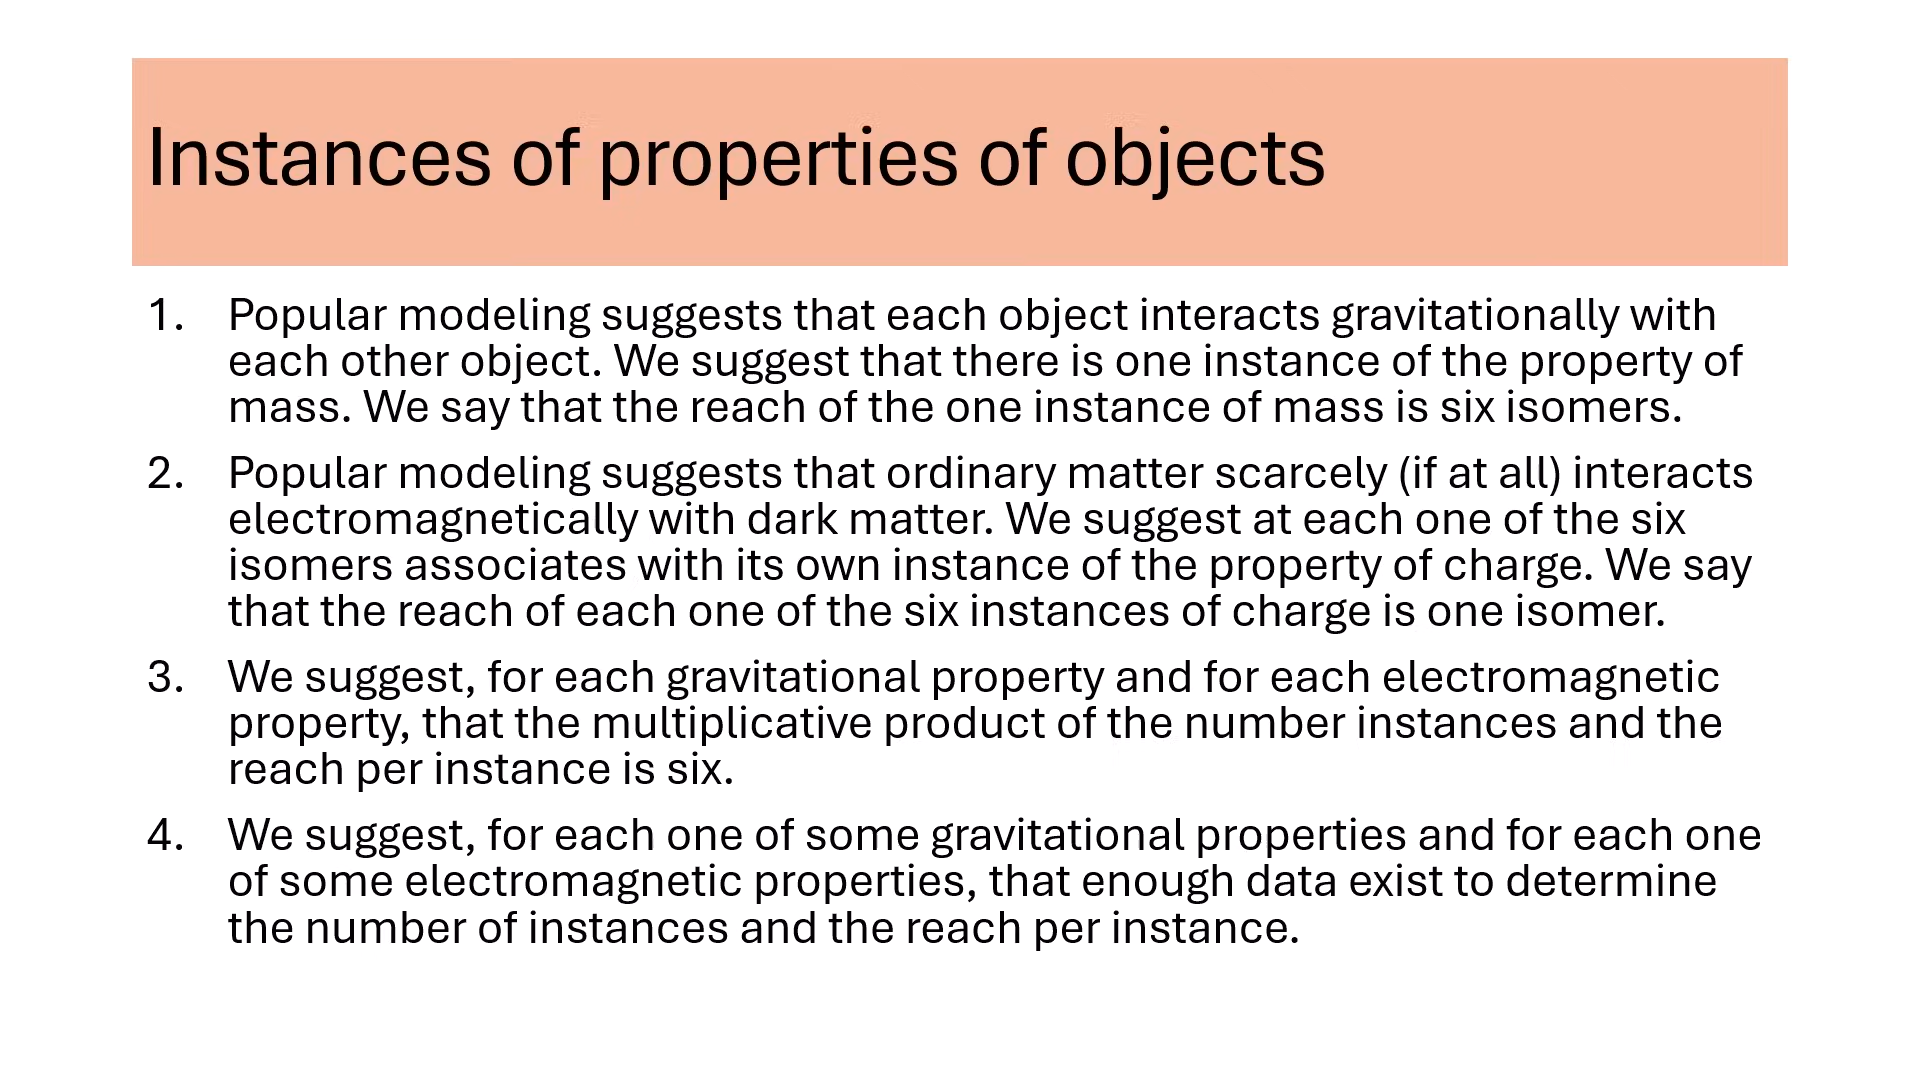 Instances of properties of objects
1. Popular modeling suggests that each object interacts gravitationally with
each other object. We suggest that there is one instance of the property of
mass. We say that the reach of the one instance of mass is six isomers.
2. Popular modeling suggests that ordinary matter scarcely (if at all) interacts
electromagnetically with dark matter. We suggest at each one of the six
isomers associates with its own instance of the property of charge. We say
that the reach of each one of the six instances of charge is one isomer.
3. We suggest, for each gravitational property and for each electromagnetic
property, that the multiplicative product of the number instances and the
reach per instance is six.
4. We suggest, for each one of some gravitational properties and for each one
of some electromagnetic properties, that enough data exist to determine
the number of instances and the reach per instance.